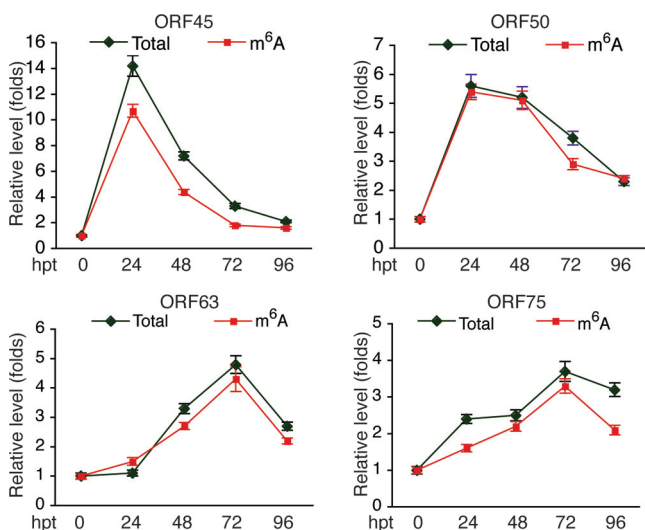 ORF45
Total m⁶A
Relative level (folds)
16
14
12
10
8
6
4
2
0
hpt 0 24 48 72 96
ORF50
Total m⁶A
Relative level (folds)
7
6
5
4
3
2
1
0
hpt 0 24 48 72 96
ORF63
Total m⁶A
Relative level (folds)
6
5
4
3
2
1
0
hpt 0 24 48 72 96
ORF75
Total m⁶A
Relative level (folds)
5
4
3
2
1
0
hpt 0 24 48 72 96